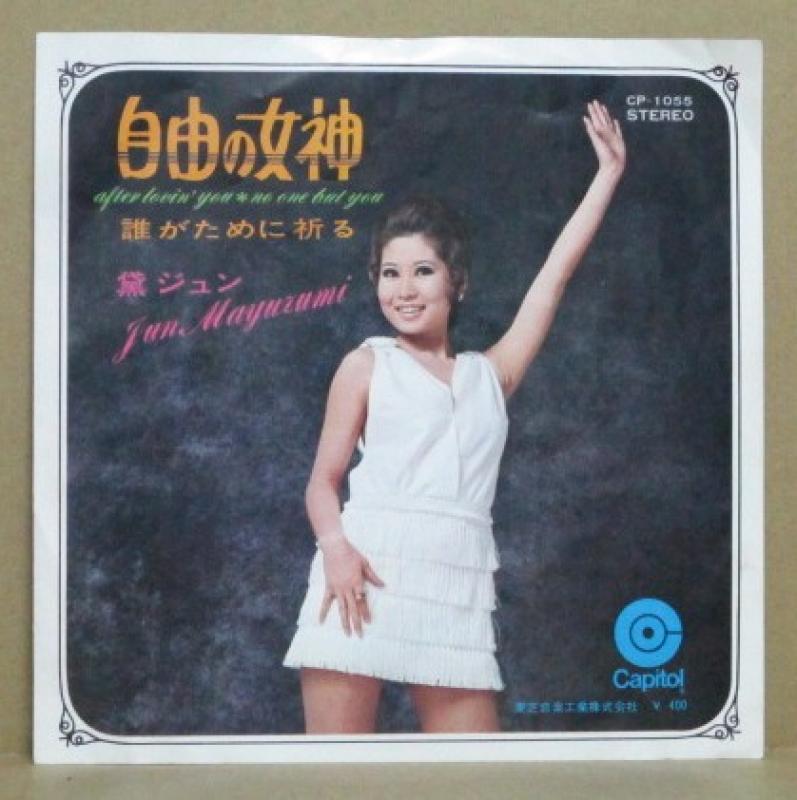 CP-1055
STEREO
自由の女神
after lovin' you * no one but you
誰がために祈る
黛ジュン
Jun Mayuzumi
Capitol
東芝音楽工業株式会社 ¥ 400